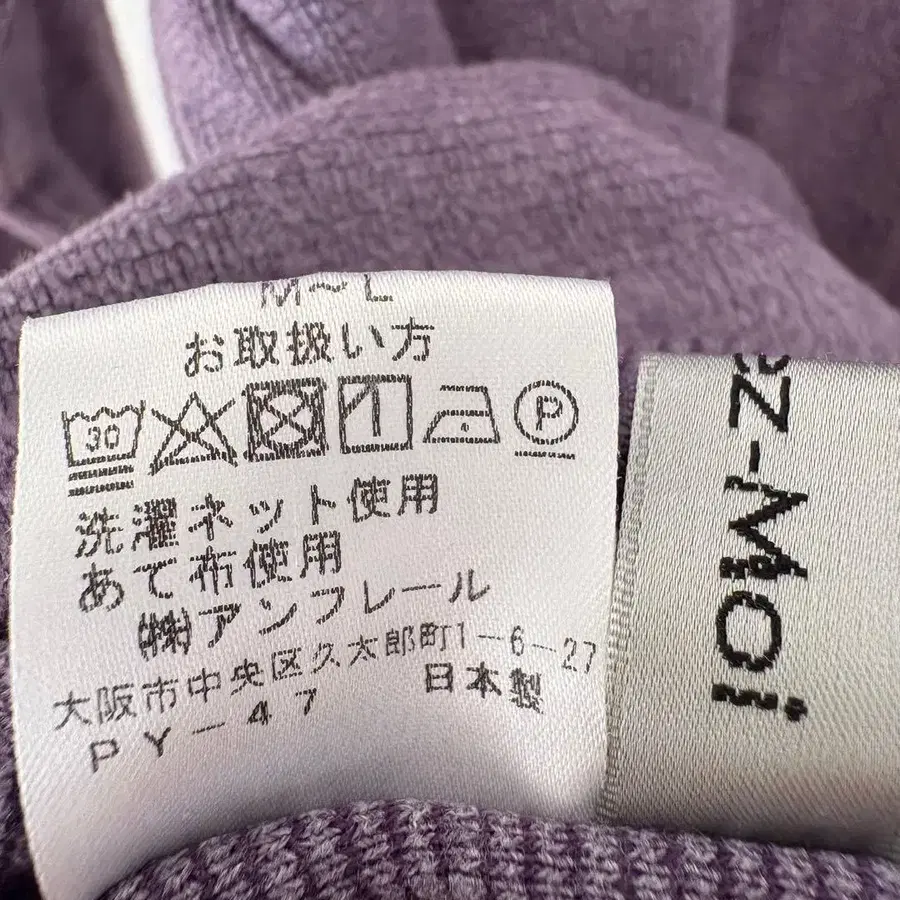 M～L
お取扱い方
30
P
洗濯ネット使用
あて布使用
㈱アンフレール
大阪市中央区久太郎町1-6-27
PY-47 日本製
Z-Moi